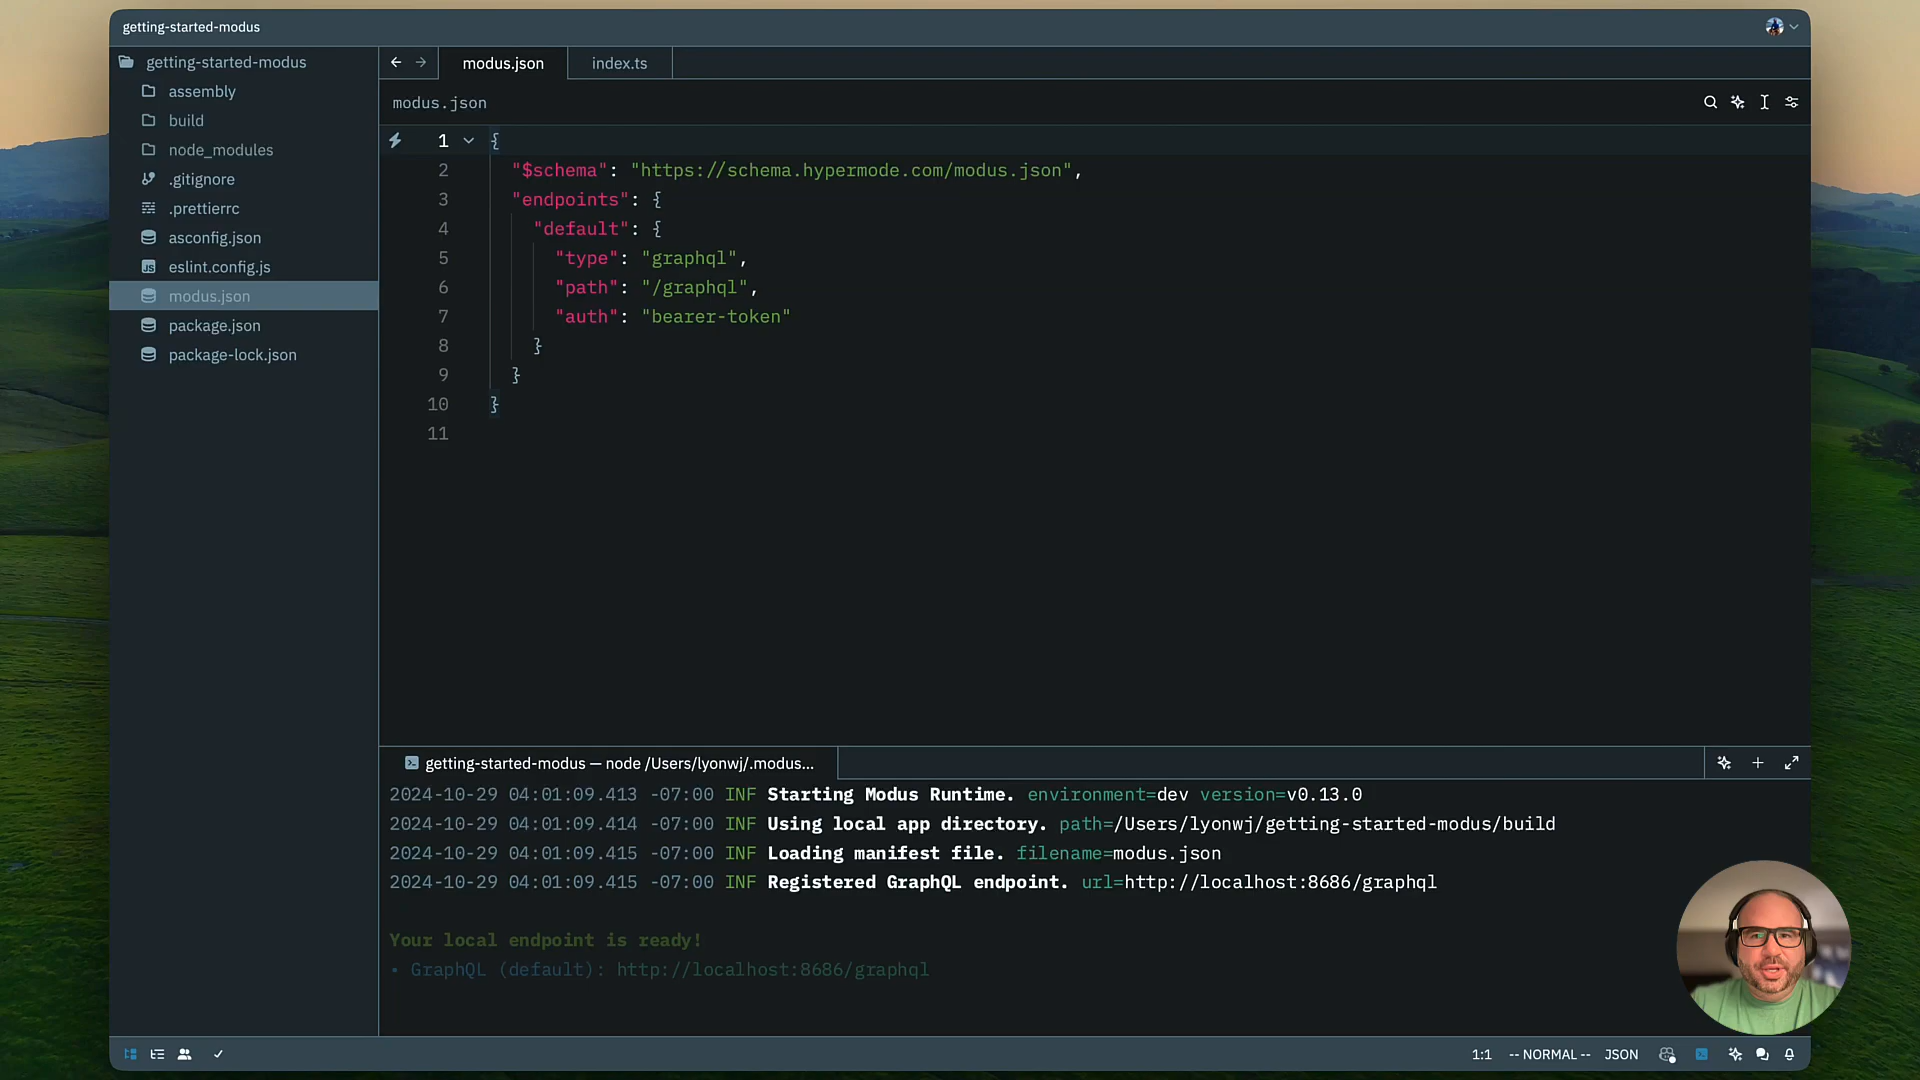 getting-started-modus
getting-started-modus
assembly
build
node_modules
.gitignore
.prettierrc
asconfig.json
eslint.config.js
modus.json
package.json
package-lock.json
modus.json
index.ts
modus.json
1 {
2 "$schema": "https://schema.hypermode.com/modus.json",
3 "endpoints": {
4 "default": {
5 "type": "graphql",
6 "path": "/graphql",
7 "auth": "bearer-token"
8 }
9 }
10 }
11
getting-started-modus — node /Users/lyonwj/.modus...
2024-10-29 04:01:09.413 -07:00 INF Starting Modus Runtime. environment=dev version=v0.13.0
2024-10-29 04:01:09.414 -07:00 INF Using local app directory. path=/Users/lyonwj/getting-started-modus/build
2024-10-29 04:01:09.415 -07:00 INF Loading manifest file. filename=modus.json
2024-10-29 04:01:09.415 -07:00 INF Registered GraphQL endpoint. url=http://localhost:8686/graphql
Your local endpoint is ready!
• GraphQL (default): http://localhost:8686/graphql
1:1 -- NORMAL -- JSON